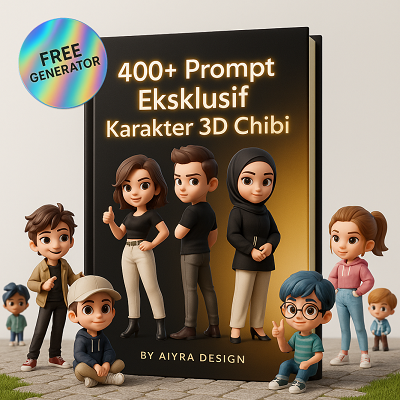 FREE
GENERATOR
400+ Prompt
Eksklusif
Karakter 3D Chibi
BY AIYRA DESIGN